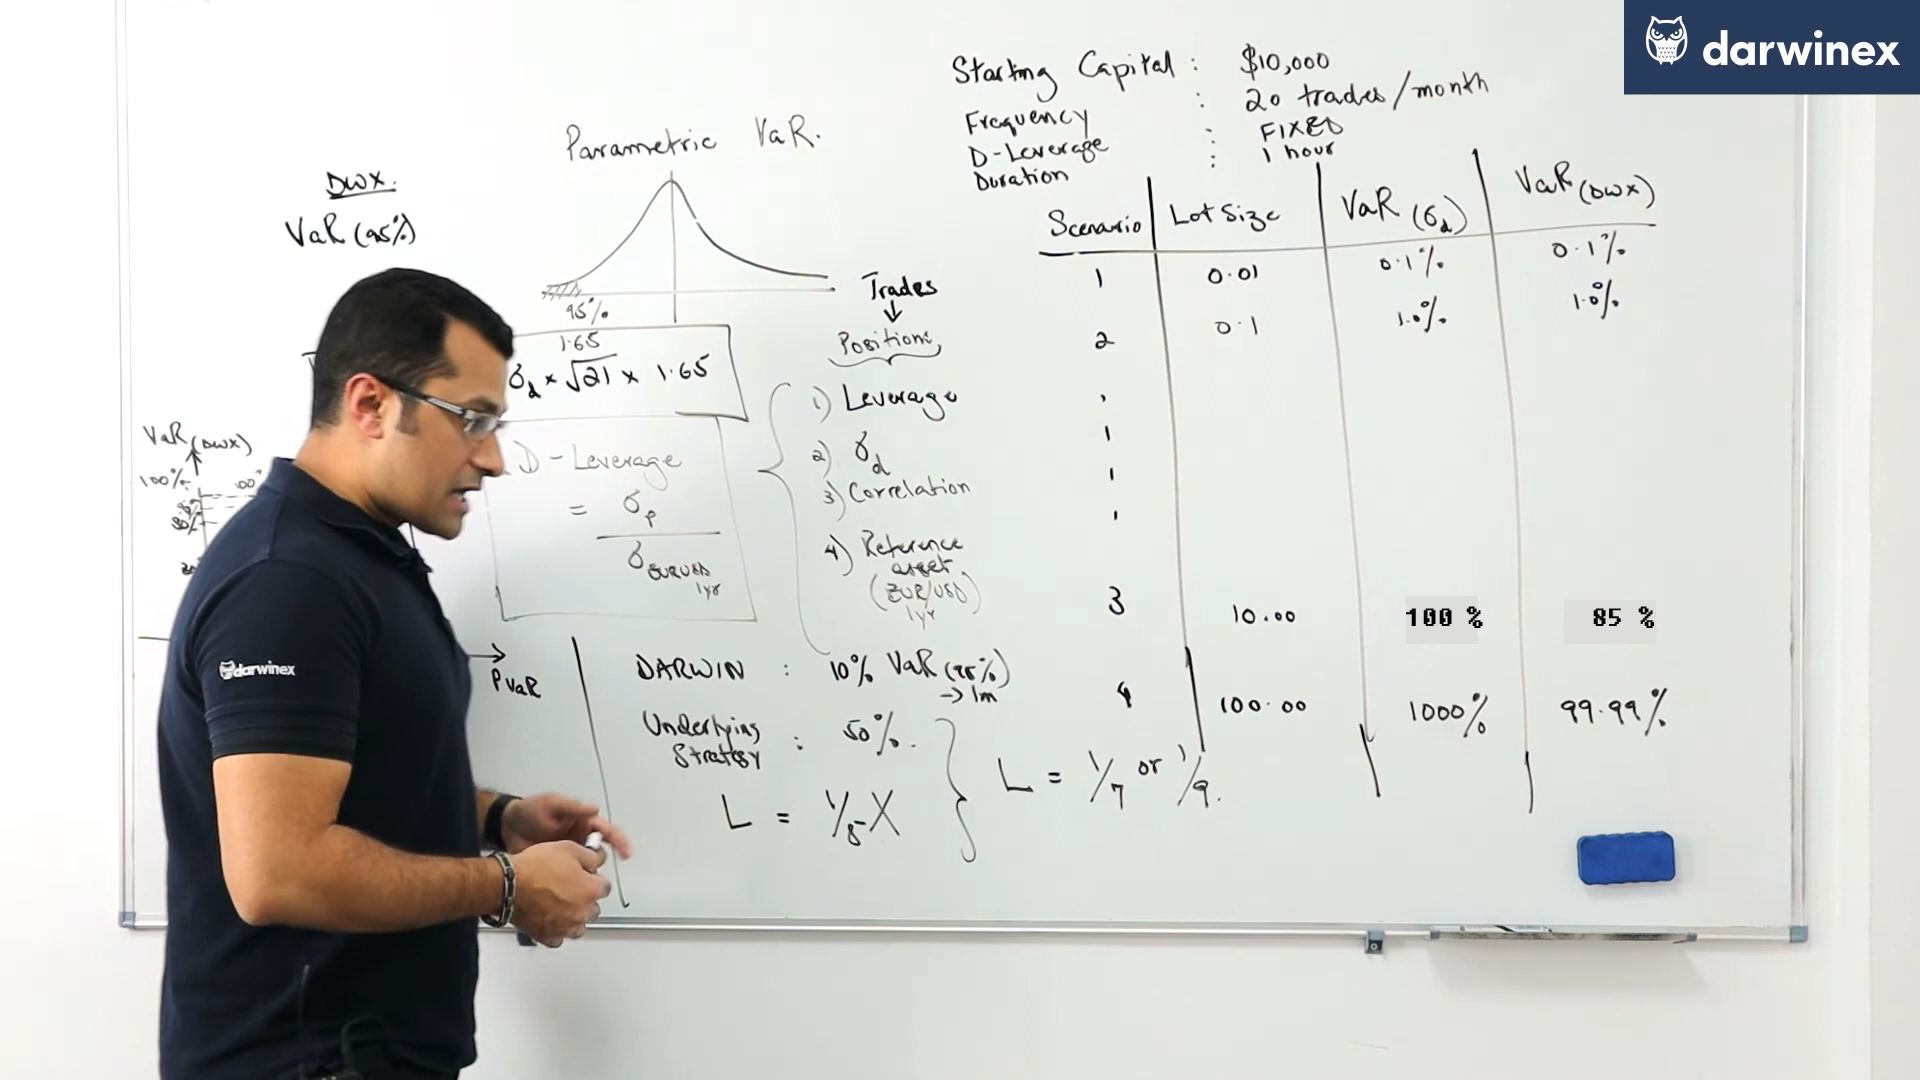 darwinex
Starting Capital : $10,000
Frequency : 20 trades/month
D-Leverage : FIXED
Duration : 1 hour
Parametric VaR.
DWX.
VaR (95%)
95%
1.65
σd × √21 × 1.65
D-Leverage
= σp
σEURUSD
1yr
VaR (DWX)
100%
100
80%
PVaR
Trades
Positions
1) Leverage
2) σd
3) Correlation
4) Reference
asset
(EUR/USD)
1yr
Scenario Lot Size VaR (σd) VaR (DWX)
1 0.01 0.1% 0.1%
2 0.1 1.0% 1.0%
3 10.00 100 % 85 %
4 100.00 1000% 99.99%
DARWIN : 10% VaR (95%)
→ 1m
Underlying
Strategy : 50%.
L = 1/5 X
L = 1/7 or 1/9.
darwinex